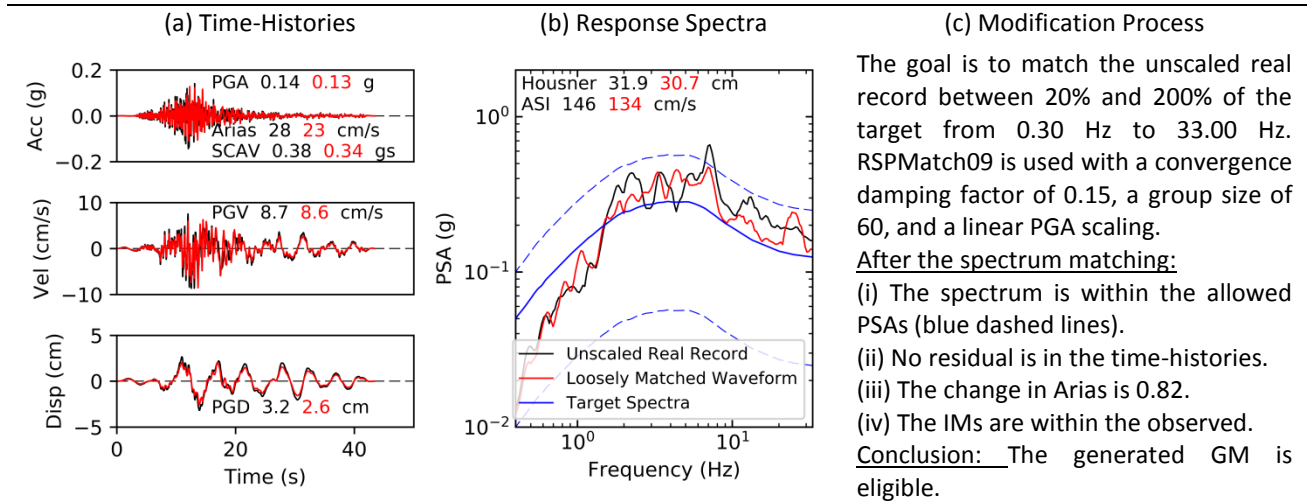 (a) Time-Histories
(b) Response Spectra
(c) Modification Process
0.2
0.0
−0.2
Acc (g)
PGA 0.14 0.13 g
Arias 28 23 cm/s
SCAV 0.38 0.34 gs
10
0
−10
Vel (cm/s)
PGV 8.7 8.6 cm/s
5
0
−5
Disp (cm)
PGD 3.2 2.6 cm
0 20 40
Time (s)
Housner 31.9 30.7 cm
ASI 146 134 cm/s
10⁰
10⁻¹
10⁻²
PSA (g)
Unscaled Real Record
Loosely Matched Waveform
Target Spectra
10⁰ 10¹
Frequency (Hz)
The goal is to match the unscaled real
record between 20% and 200% of the
target from 0.30 Hz to 33.00 Hz.
RSPMatch09 is used with a convergence
damping factor of 0.15, a group size of
60, and a linear PGA scaling.
After the spectrum matching:
(i) The spectrum is within the allowed
PSAs (blue dashed lines).
(ii) No residual is in the time-histories.
(iii) The change in Arias is 0.82.
(iv) The IMs are within the observed.
Conclusion: The generated GM is
eligible.